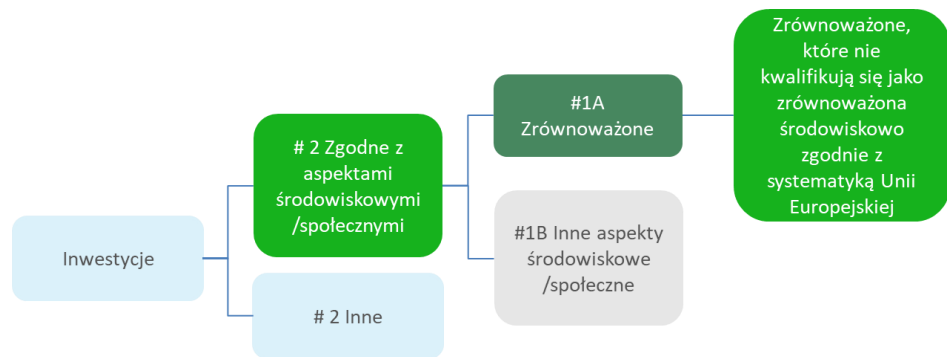 Inwestycje
# 2 Zgodne z
aspektami
środowiskowymi
/społecznymi
# 2 Inne
#1A
Zrównoważone
#1B Inne aspekty
środowiskowe
/społeczne
Zrównoważone,
które nie
kwalifikują się jako
zrównoważona
środowiskowo
zgodnie z
systematyką Unii
Europejskiej